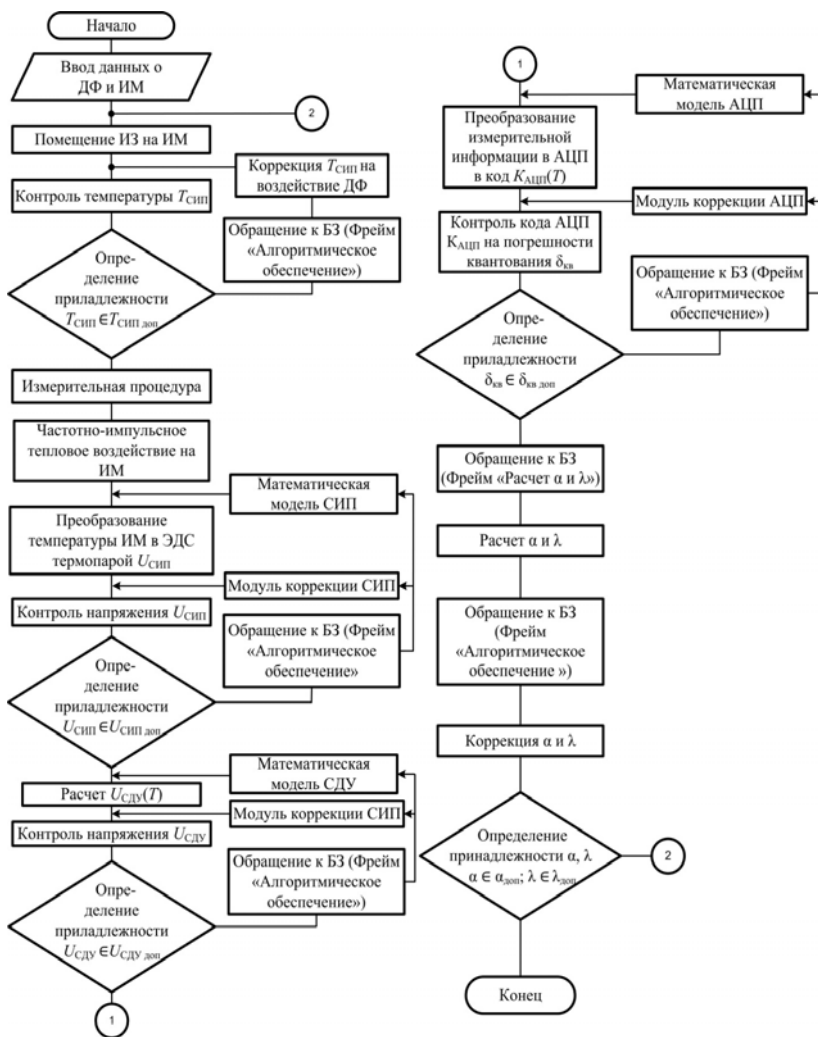 Начало
Ввод данных о
ДФ и ИМ
2
Помещение ИЗ на ИМ
Коррекция TСИП на
воздействие ДФ
Контроль температуры TСИП
Обращение к БЗ (Фрейм
«Алгоритмическое
обеспечение»)
Опре-
деление
приладлежности
TСИП ∈TСИП доп
Измерительная процедура
Частотно-импульсное
тепловое воздействие на
ИМ
Математическая
модель СИП
Преобразование
температуры ИМ в ЭДС
термопарой UСИП
Модуль коррекции СИП
Контроль напряжения UСИП
Обращение к БЗ (Фрейм
«Алгоритмическое
обеспечение»
Опре-
деление
приладлежности
UСИП ∈UСИП доп
Математическая
модель СДУ
Расчет UСДУ(T)
Модуль коррекции СИП
Контроль напряжения UСДУ
Обращение к БЗ (Фрейм
«Алгоритмическое
обеспечение»)
Опре-
деление
приладлежности
UСДУ ∈UСДУ доп
1
1
Математическая
модель АЦП
Преобразование
измерительной
информации в АЦП
в код KАЦП(T)
Модуль коррекции АЦП
Контроль кода АЦП
KАЦП на погрешности
квантования δкв
Обращение к БЗ (Фрейм
«Алгоритмическое
обеспечение»)
Опре-
деление
приладлежности
δкв ∈ δкв доп
Обращение к БЗ
(Фрейм «Расчет α и λ»)
Расчет α и λ
Обращение к БЗ
(Фрейм
«Алгоритмическое
обеспечение »)
Коррекция α и λ
Определение
принадлежности α, λ
α ∈ αдоп; λ ∈ λдоп
2
Конец